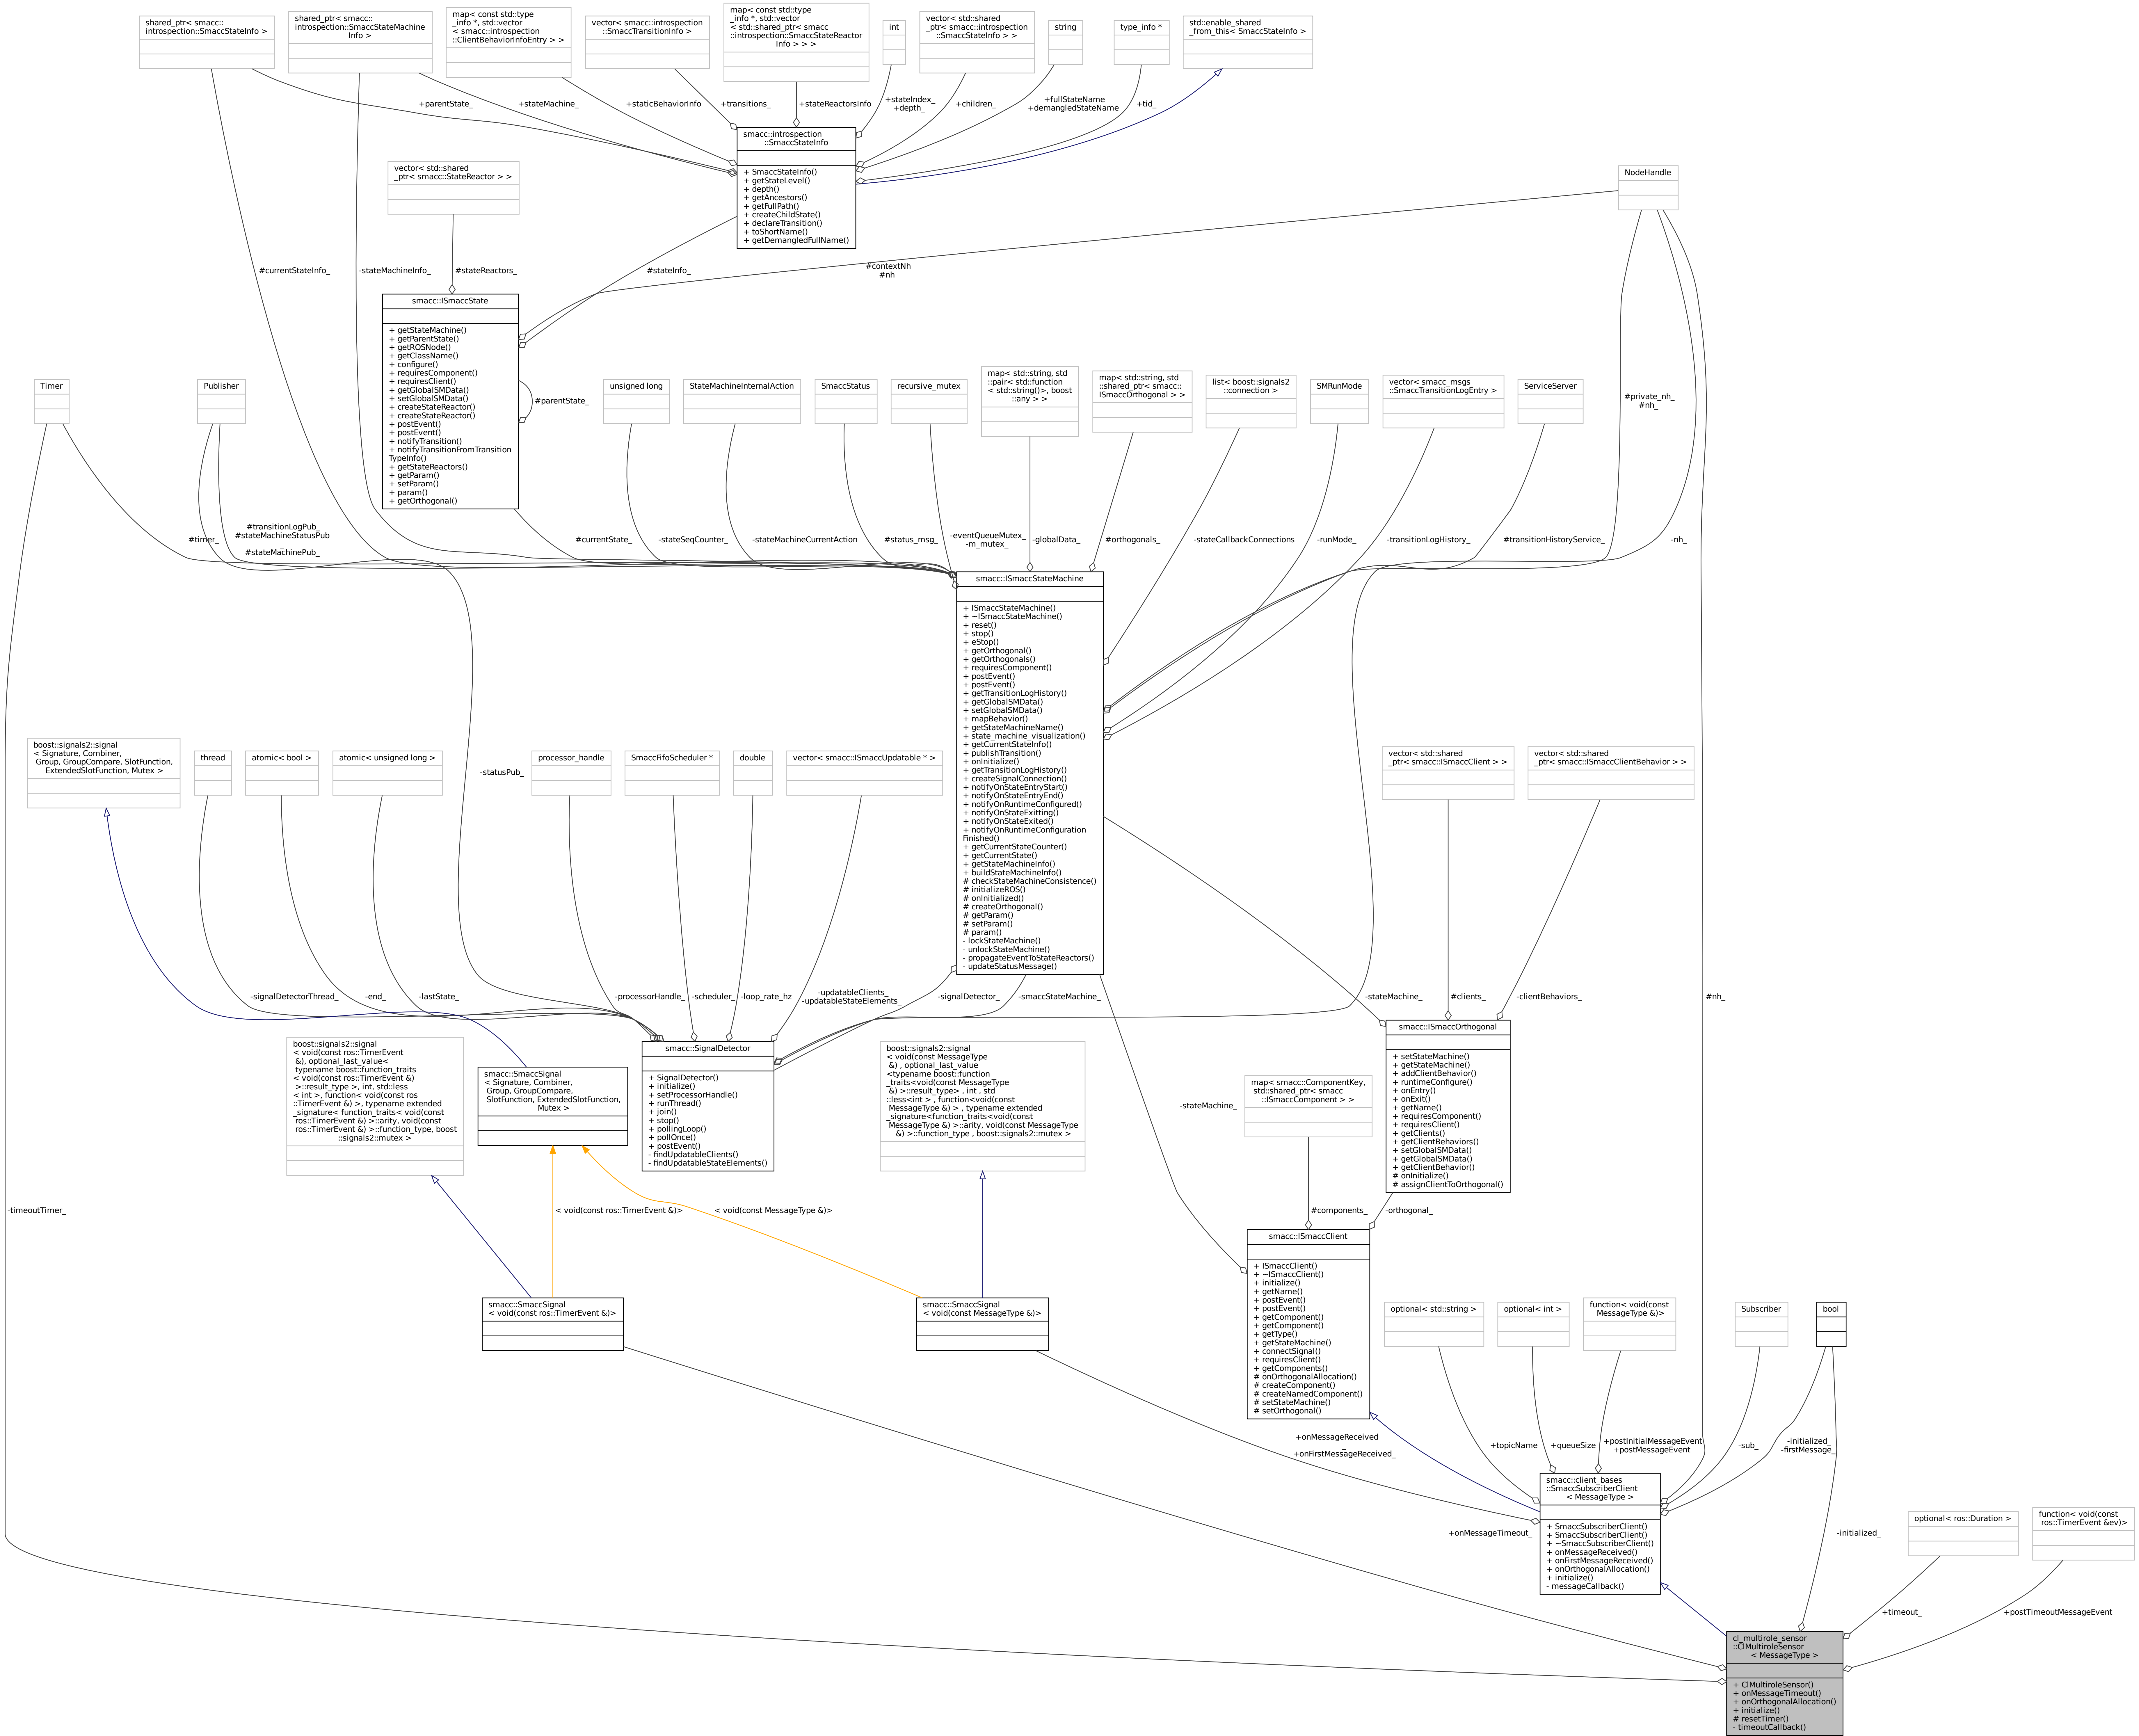 shared_ptr< smacc::
introspection::SmaccStateInfo >
shared_ptr< smacc::
introspection::SmaccStateMachine
Info >
map< const std::type
_info *, std::vector
< smacc::introspection
::ClientBehaviorInfoEntry > >
vector< smacc::introspection
::SmaccTransitionInfo >
map< const std::type
_info *, std::vector
< std::shared_ptr< smacc
::introspection::SmaccStateReactor
Info > > >
int
vector< std::shared
_ptr< smacc::introspection
::SmaccStateInfo > >
string
type_info *
std::enable_shared
_from_this< SmaccStateInfo >
+parentState_
+stateMachine_
+staticBehaviorInfo
+transitions_
+stateReactorsInfo
+stateIndex_
+depth_
+children_
+fullStateName
+demangledStateName
+tid_
smacc::introspection
::SmaccStateInfo
+ SmaccStateInfo()
+ getStateLevel()
+ depth()
+ getAncestors()
+ getFullPath()
+ createChildState()
+ declareTransition()
+ toShortName()
+ getDemangledFullName()
vector< std::shared
_ptr< smacc::StateReactor > >
NodeHandle
#currentStateInfo_
-stateMachineInfo_
#stateReactors_
#stateInfo_
#contextNh
#nh
smacc::ISmaccState
+ getStateMachine()
+ getParentState()
+ getROSNode()
+ getClassName()
+ configure()
+ requiresComponent()
+ requiresClient()
+ getGlobalSMData()
+ setGlobalSMData()
+ createStateReactor()
+ createStateReactor()
+ postEvent()
+ postEvent()
+ notifyTransition()
+ notifyTransitionFromTransition
TypeInfo()
+ getStateReactors()
+ getParam()
+ setParam()
+ param()
+ getOrthogonal()
#parentState_
Timer
Publisher
unsigned long
StateMachineInternalAction
SmaccStatus
recursive_mutex
map< std::string, std
::pair< std::function
< std::string()>, boost
::any > >
map< std::string, std
::shared_ptr< smacc::
ISmaccOrthogonal > >
list< boost::signals2
::connection >
SMRunMode
vector< smacc_msgs
::SmaccTransitionLogEntry >
ServiceServer
#private_nh_
#nh_
#timer_
#transitionLogPub_
#stateMachineStatusPub
_
#stateMachinePub_
#currentState_
-stateSeqCounter_
-stateMachineCurrentAction
#status_msg_
-eventQueueMutex_
-m_mutex_
-globalData_
#orthogonals_
-stateCallbackConnections
-runMode_
-transitionLogHistory_
#transitionHistoryService_
-nh_
smacc::ISmaccStateMachine
+ ISmaccStateMachine()
+ ~ISmaccStateMachine()
+ reset()
+ stop()
+ eStop()
+ getOrthogonal()
+ getOrthogonals()
+ requiresComponent()
+ postEvent()
+ postEvent()
+ getTransitionLogHistory()
+ getGlobalSMData()
+ setGlobalSMData()
+ mapBehavior()
+ getStateMachineName()
+ state_machine_visualization()
+ getCurrentStateInfo()
+ publishTransition()
+ onInitialize()
+ getTransitionLogHistory()
+ createSignalConnection()
+ notifyOnStateEntryStart()
+ notifyOnStateEntryEnd()
+ notifyOnRuntimeConfigured()
+ notifyOnStateExitting()
+ notifyOnStateExited()
+ notifyOnRuntimeConfiguration
Finished()
+ getCurrentStateCounter()
+ getCurrentState()
+ getStateMachineInfo()
+ buildStateMachineInfo()
# checkStateMachineConsistence()
# initializeROS()
# onInitialized()
# createOrthogonal()
# getParam()
# setParam()
# param()
- lockStateMachine()
- unlockStateMachine()
- propagateEventToStateReactors()
- updateStatusMessage()
boost::signals2::signal
< Signature, Combiner,
Group, GroupCompare, SlotFunction,
ExtendedSlotFunction, Mutex >
thread
atomic< bool >
atomic< unsigned long >
-statusPub_
processor_handle
SmaccFifoScheduler *
double
vector< smacc::ISmaccUpdatable * >
vector< std::shared
_ptr< smacc::ISmaccClient > >
vector< std::shared
_ptr< smacc::ISmaccClientBehavior > >
-signalDetectorThread_
-end_
-lastState_
-processorHandle_
-scheduler_
-loop_rate_hz
-updatableClients_
-updatableStateElements_
-signalDetector_
-smaccStateMachine_
-stateMachine_
#clients_
-clientBehaviors_
#nh_
smacc::SignalDetector
+ SignalDetector()
+ initialize()
+ setProcessorHandle()
+ runThread()
+ join()
+ stop()
+ pollingLoop()
+ pollOnce()
+ postEvent()
- findUpdatableClients()
- findUpdatableStateElements()
smacc::ISmaccOrthogonal
+ setStateMachine()
+ getStateMachine()
+ addClientBehavior()
+ runtimeConfigure()
+ onEntry()
+ onExit()
+ getName()
+ requiresComponent()
+ requiresClient()
+ getClients()
+ getClientBehaviors()
+ setGlobalSMData()
+ getGlobalSMData()
+ getClientBehavior()
# onInitialize()
# assignClientToOrthogonal()
boost::signals2::signal
< void(const ros::TimerEvent
&), optional_last_value<
typename boost::function_traits
< void(const ros::TimerEvent &)
>::result_type >, int, std::less
< int >, function< void(const ros
::TimerEvent &) >, typename extended
_signature< function_traits< void(const
ros::TimerEvent &) >::arity, void(const
ros::TimerEvent &) >::function_type, boost
::signals2::mutex >
smacc::SmaccSignal
< Signature, Combiner,
Group, GroupCompare,
SlotFunction, ExtendedSlotFunction,
Mutex >
boost::signals2::signal
< void(const MessageType
&) , optional_last_value
<typename boost::function
_traits<void(const MessageType
&) >::result_type> , int , std
::less<int > , function<void(const
MessageType &) > , typename extended
_signature<function_traits<void(const
MessageType &) >::arity, void(const MessageType
&) >::function_type , boost::signals2::mutex >
map< smacc::ComponentKey,
std::shared_ptr< smacc
::ISmaccComponent > >
-stateMachine_
-timeoutTimer_
< void(const ros::TimerEvent &)>
< void(const MessageType &)>
#components_
-orthogonal_
smacc::ISmaccClient
+ ISmaccClient()
+ ~ISmaccClient()
+ initialize()
+ getName()
+ postEvent()
+ postEvent()
+ getComponent()
+ getComponent()
+ getType()
+ getStateMachine()
+ connectSignal()
+ requiresClient()
+ getComponents()
# onOrthogonalAllocation()
# createComponent()
# createNamedComponent()
# setStateMachine()
# setOrthogonal()
smacc::SmaccSignal
< void(const ros::TimerEvent &)>
smacc::SmaccSignal
< void(const MessageType &)>
optional< std::string >
optional< int >
function< void(const
MessageType &)>
Subscriber
bool
+onMessageReceived
_
+onFirstMessageReceived_
+topicName
+queueSize
+postInitialMessageEvent
+postMessageEvent
-sub_
-initialized_
-firstMessage_
smacc::client_bases
::SmaccSubscriberClient
< MessageType >
+ SmaccSubscriberClient()
+ SmaccSubscriberClient()
+ ~SmaccSubscriberClient()
+ onMessageReceived()
+ onFirstMessageReceived()
+ onOrthogonalAllocation()
+ initialize()
- messageCallback()
+onMessageTimeout_
-initialized_
optional< ros::Duration >
function< void(const
ros::TimerEvent &ev)>
+timeout_
+postTimeoutMessageEvent
cl_multirole_sensor
::ClMultiroleSensor
< MessageType >
+ ClMultiroleSensor()
+ onMessageTimeout()
+ onOrthogonalAllocation()
+ initialize()
# resetTimer()
- timeoutCallback()